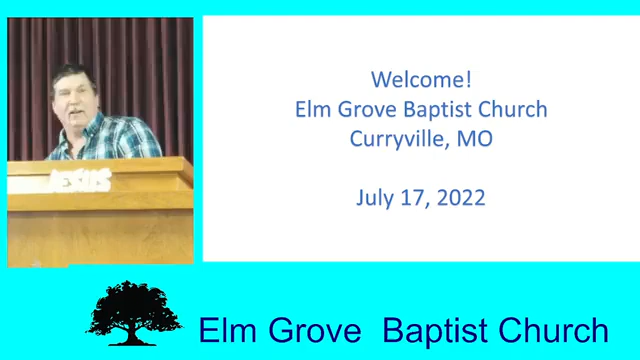 JESUS
Welcome!
Elm Grove Baptist Church
Curryville, MO
July 17, 2022
Elm Grove Baptist Church